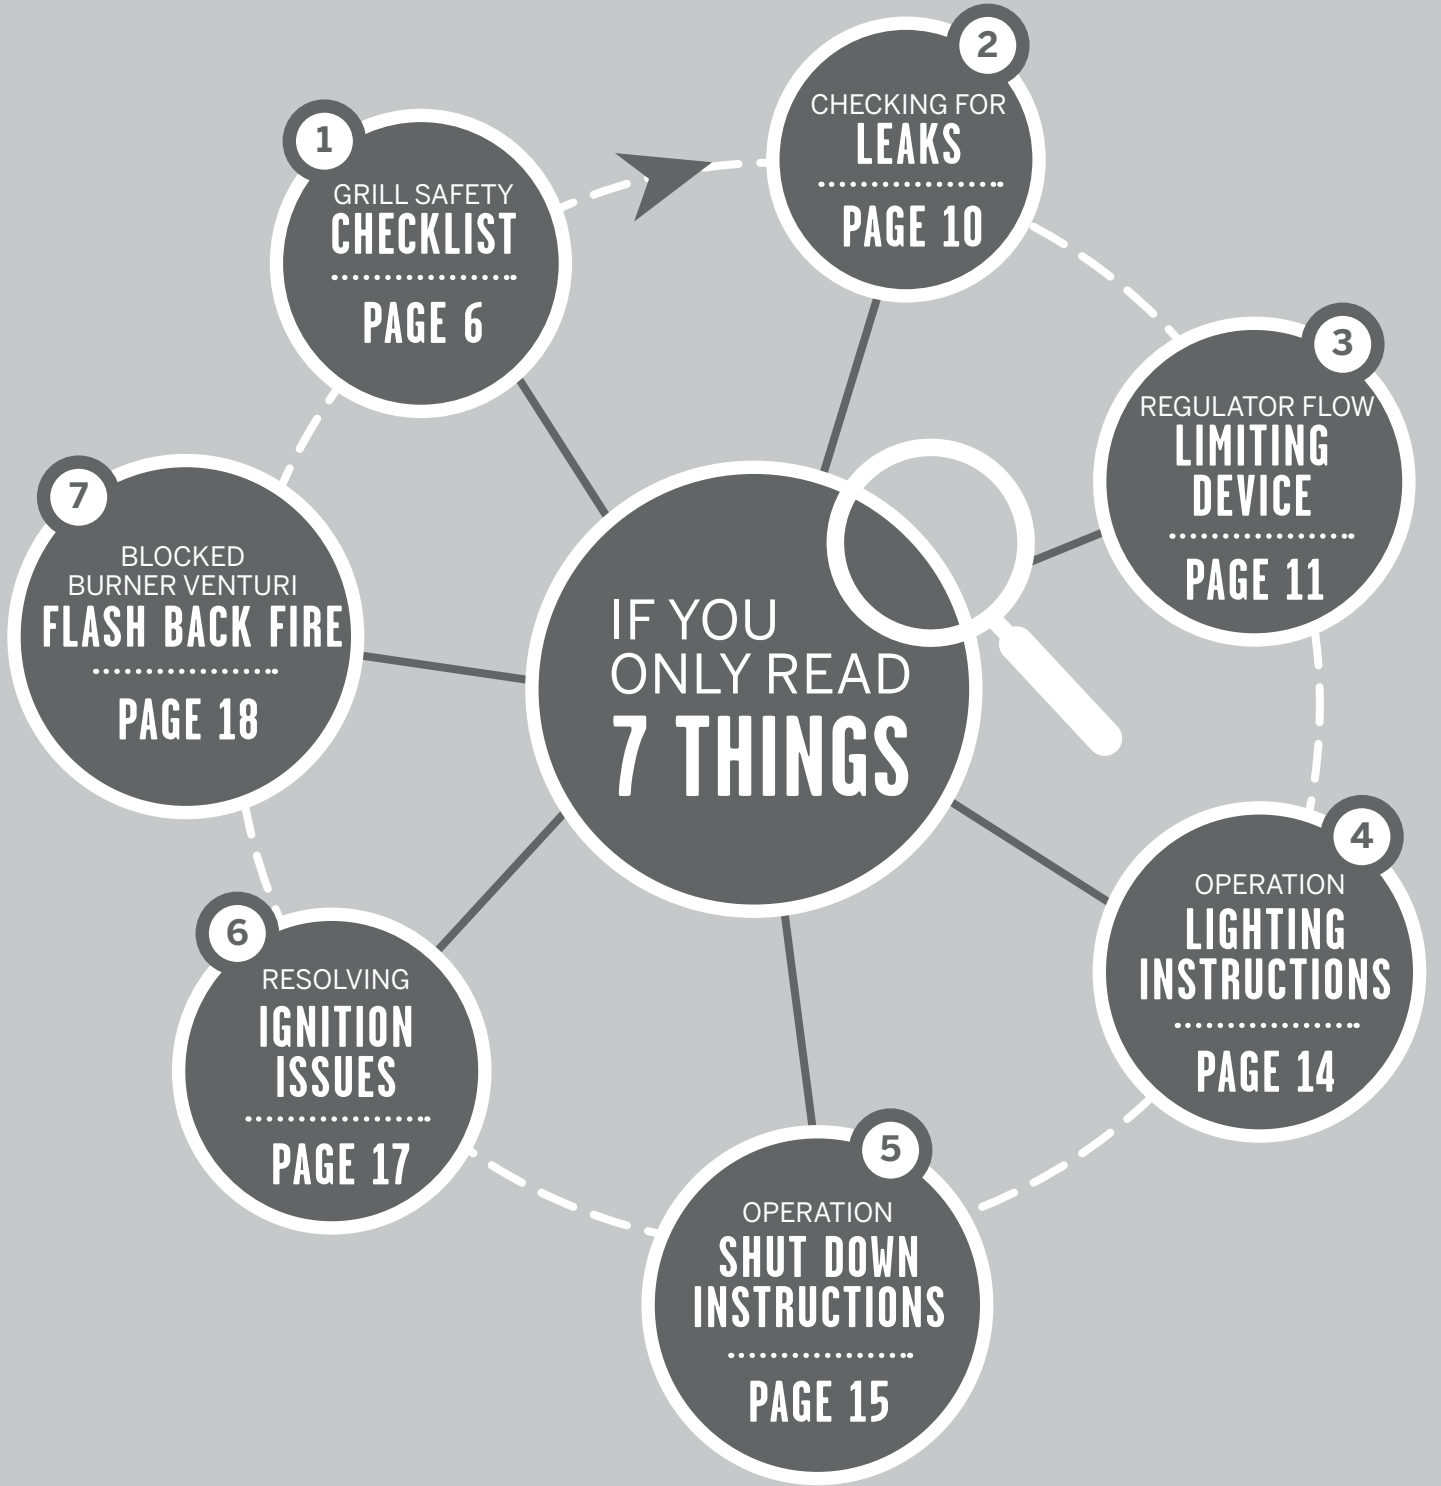 IF YOU
ONLY READ
7 THINGS
1
GRILL SAFETY
CHECKLIST
PAGE 6
2
CHECKING FOR
LEAKS
PAGE 10
3
REGULATOR FLOW
LIMITING
DEVICE
PAGE 11
4
OPERATION
LIGHTING
INSTRUCTIONS
PAGE 14
5
OPERATION
SHUT DOWN
INSTRUCTIONS
PAGE 15
6
RESOLVING
IGNITION
ISSUES
PAGE 17
7
BLOCKED
BURNER VENTURI
FLASH BACK FIRE
PAGE 18